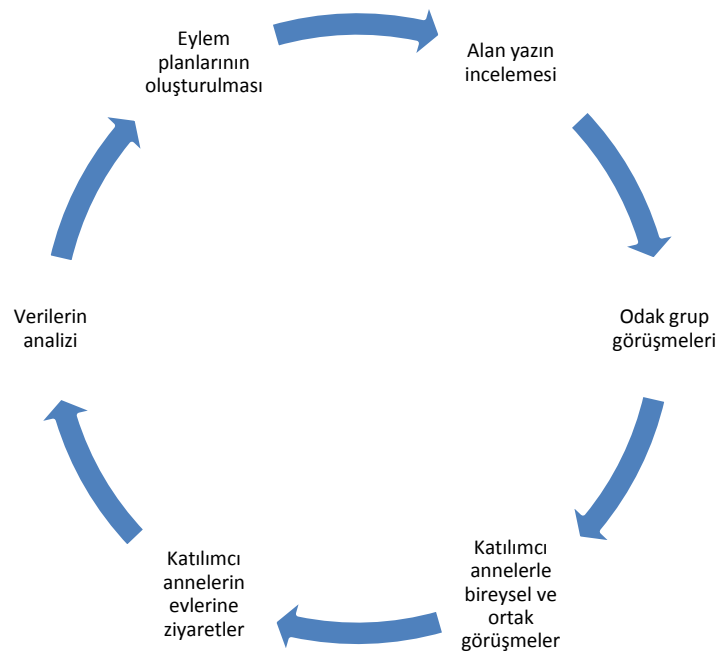 Eylem
planlarının
oluşturulması
Alan yazın
incelemesi
Odak grup
görüşmeleri
Katılımcı
annelerle
bireysel ve
ortak
görüşmeler
Katılımcı
annelerin
evlerine
ziyaretler
Verilerin
analizi